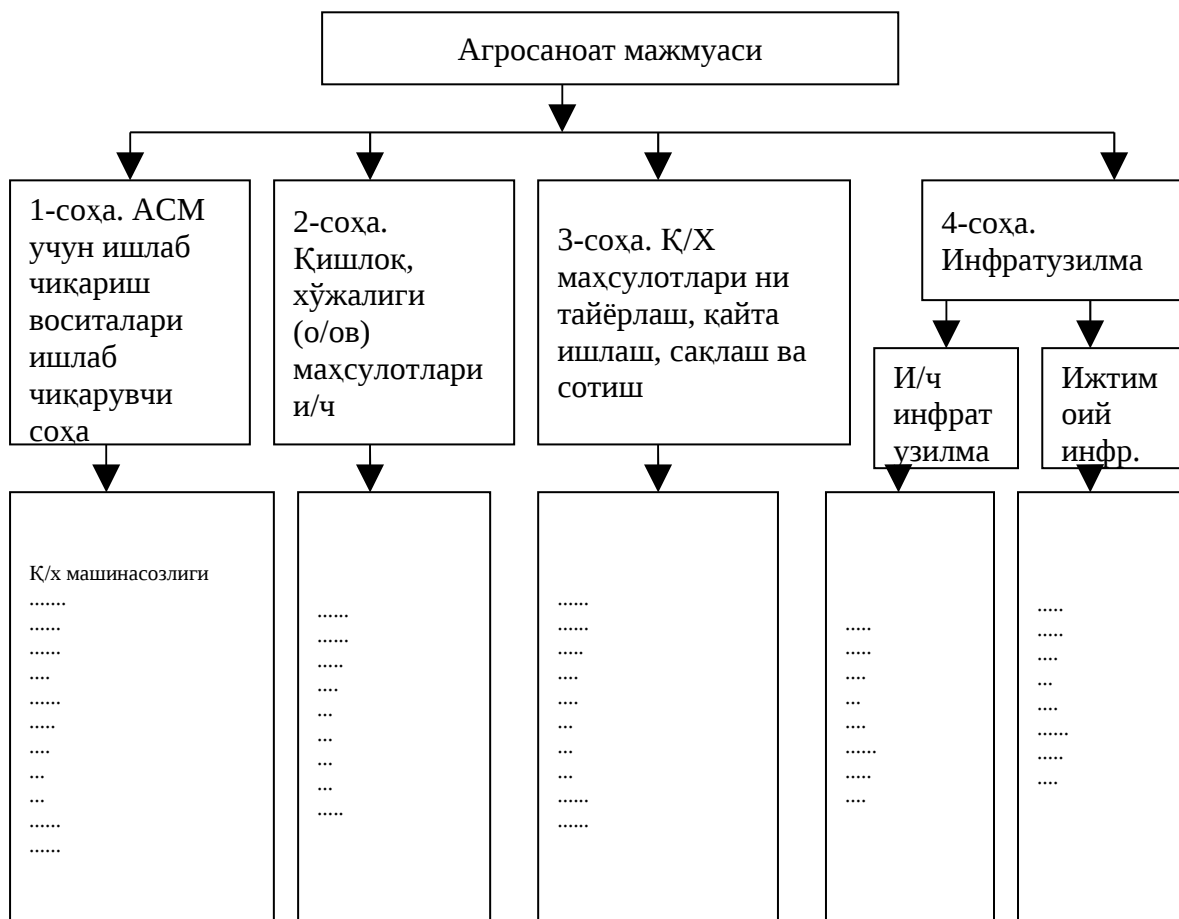 Агросаноат мажмуаси
1-соҳа. АСМ
учун ишлаб
чиқариш
воситалари
ишлаб
чиқарувчи
соҳа
2-соҳа.
Қишлоқ,
хўжалиги
(о/ов)
маҳсулотлари
и/ч
3-соҳа. Қ/Х
маҳсулотлари ни
тайёрлаш, қайта
ишлаш, сақлаш ва
сотиш
4-соҳа.
Инфратузилма
И/ч
инфрат
узилма
Ижтим
оий
инфр.
Қ/х машинасозлиги
.......
......
......
....
......
.....
....
...
...
......
......
......
......
.....
....
...
...
...
...
.....
......
......
.....
....
....
...
...
...
......
......
.....
.....
....
...
....
......
.....
....
.....
.....
....
...
....
......
.....
....